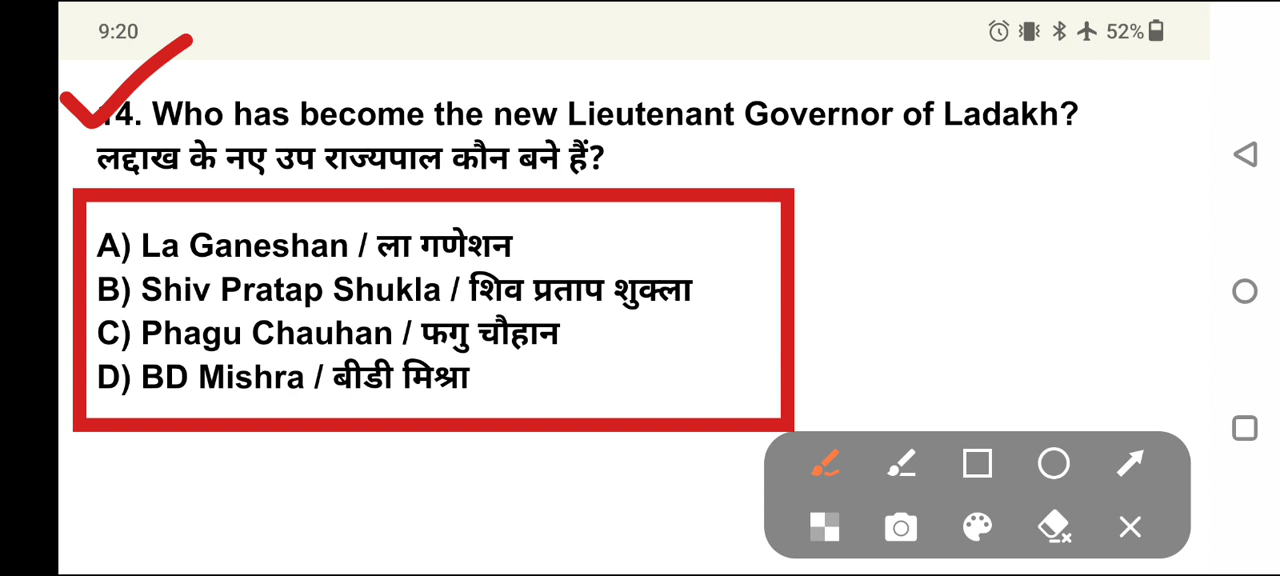 9:20
52%
14. Who has become the new Lieutenant Governor of Ladakh?
लद्दाख के नए उप राज्यपाल कौन बने हैं?
A) La Ganeshan / ला गणेशन
B) Shiv Pratap Shukla / शिव प्रताप शुक्ला
C) Phagu Chauhan / फगु चौहान
D) BD Mishra / बीडी मिश्रा